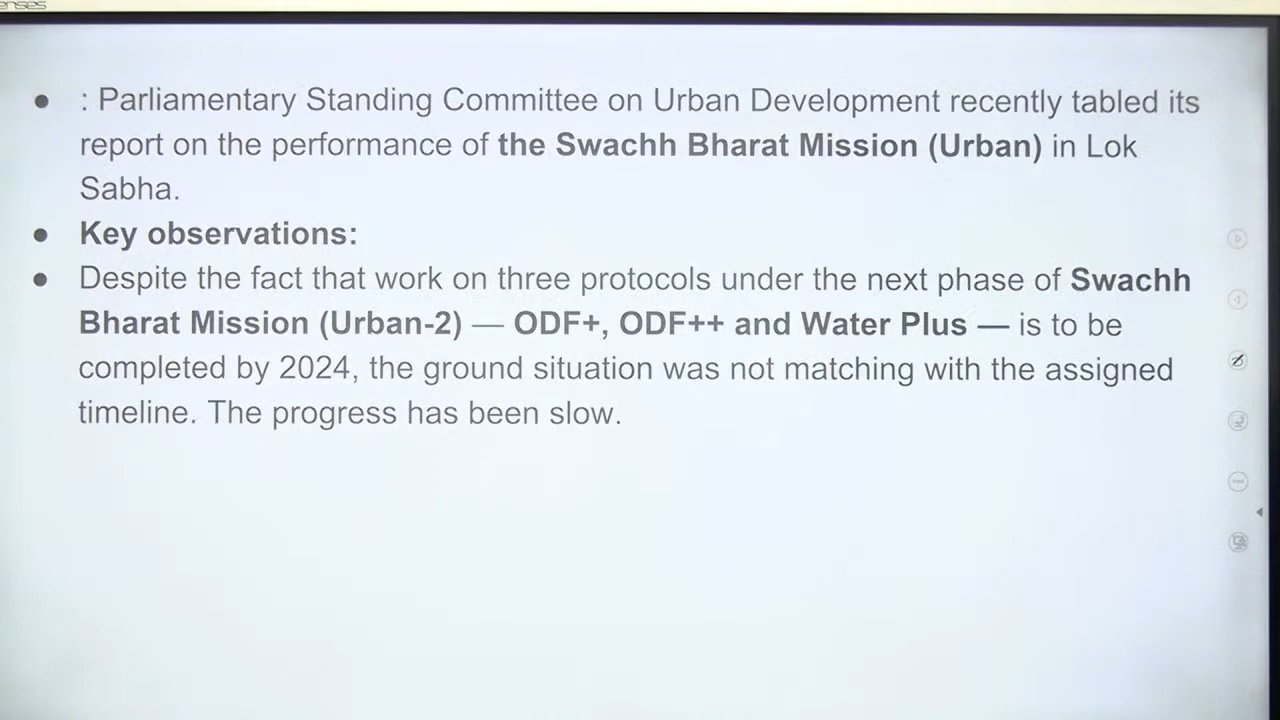 ● : Parliamentary Standing Committee on Urban Development recently tabled its
report on the performance of the Swachh Bharat Mission (Urban) in Lok
Sabha.
● Key observations:
● Despite the fact that work on three protocols under the next phase of Swachh
Bharat Mission (Urban-2) — ODF+, ODF++ and Water Plus — is to be
completed by 2024, the ground situation was not matching with the assigned
timeline. The progress has been slow.